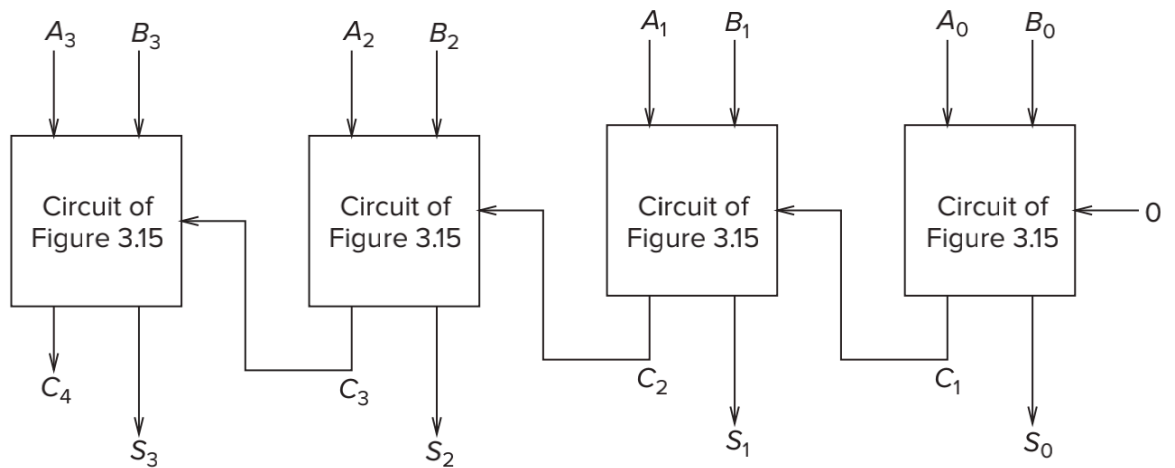 A₃ B₃ A₂ B₂ A₁ B₁ A₀ B₀
Circuit of
Figure 3.15
Circuit of
Figure 3.15
Circuit of
Figure 3.15
Circuit of
Figure 3.15
0
C₄ C₃ C₂ C₁
S₃ S₂ S₁ S₀